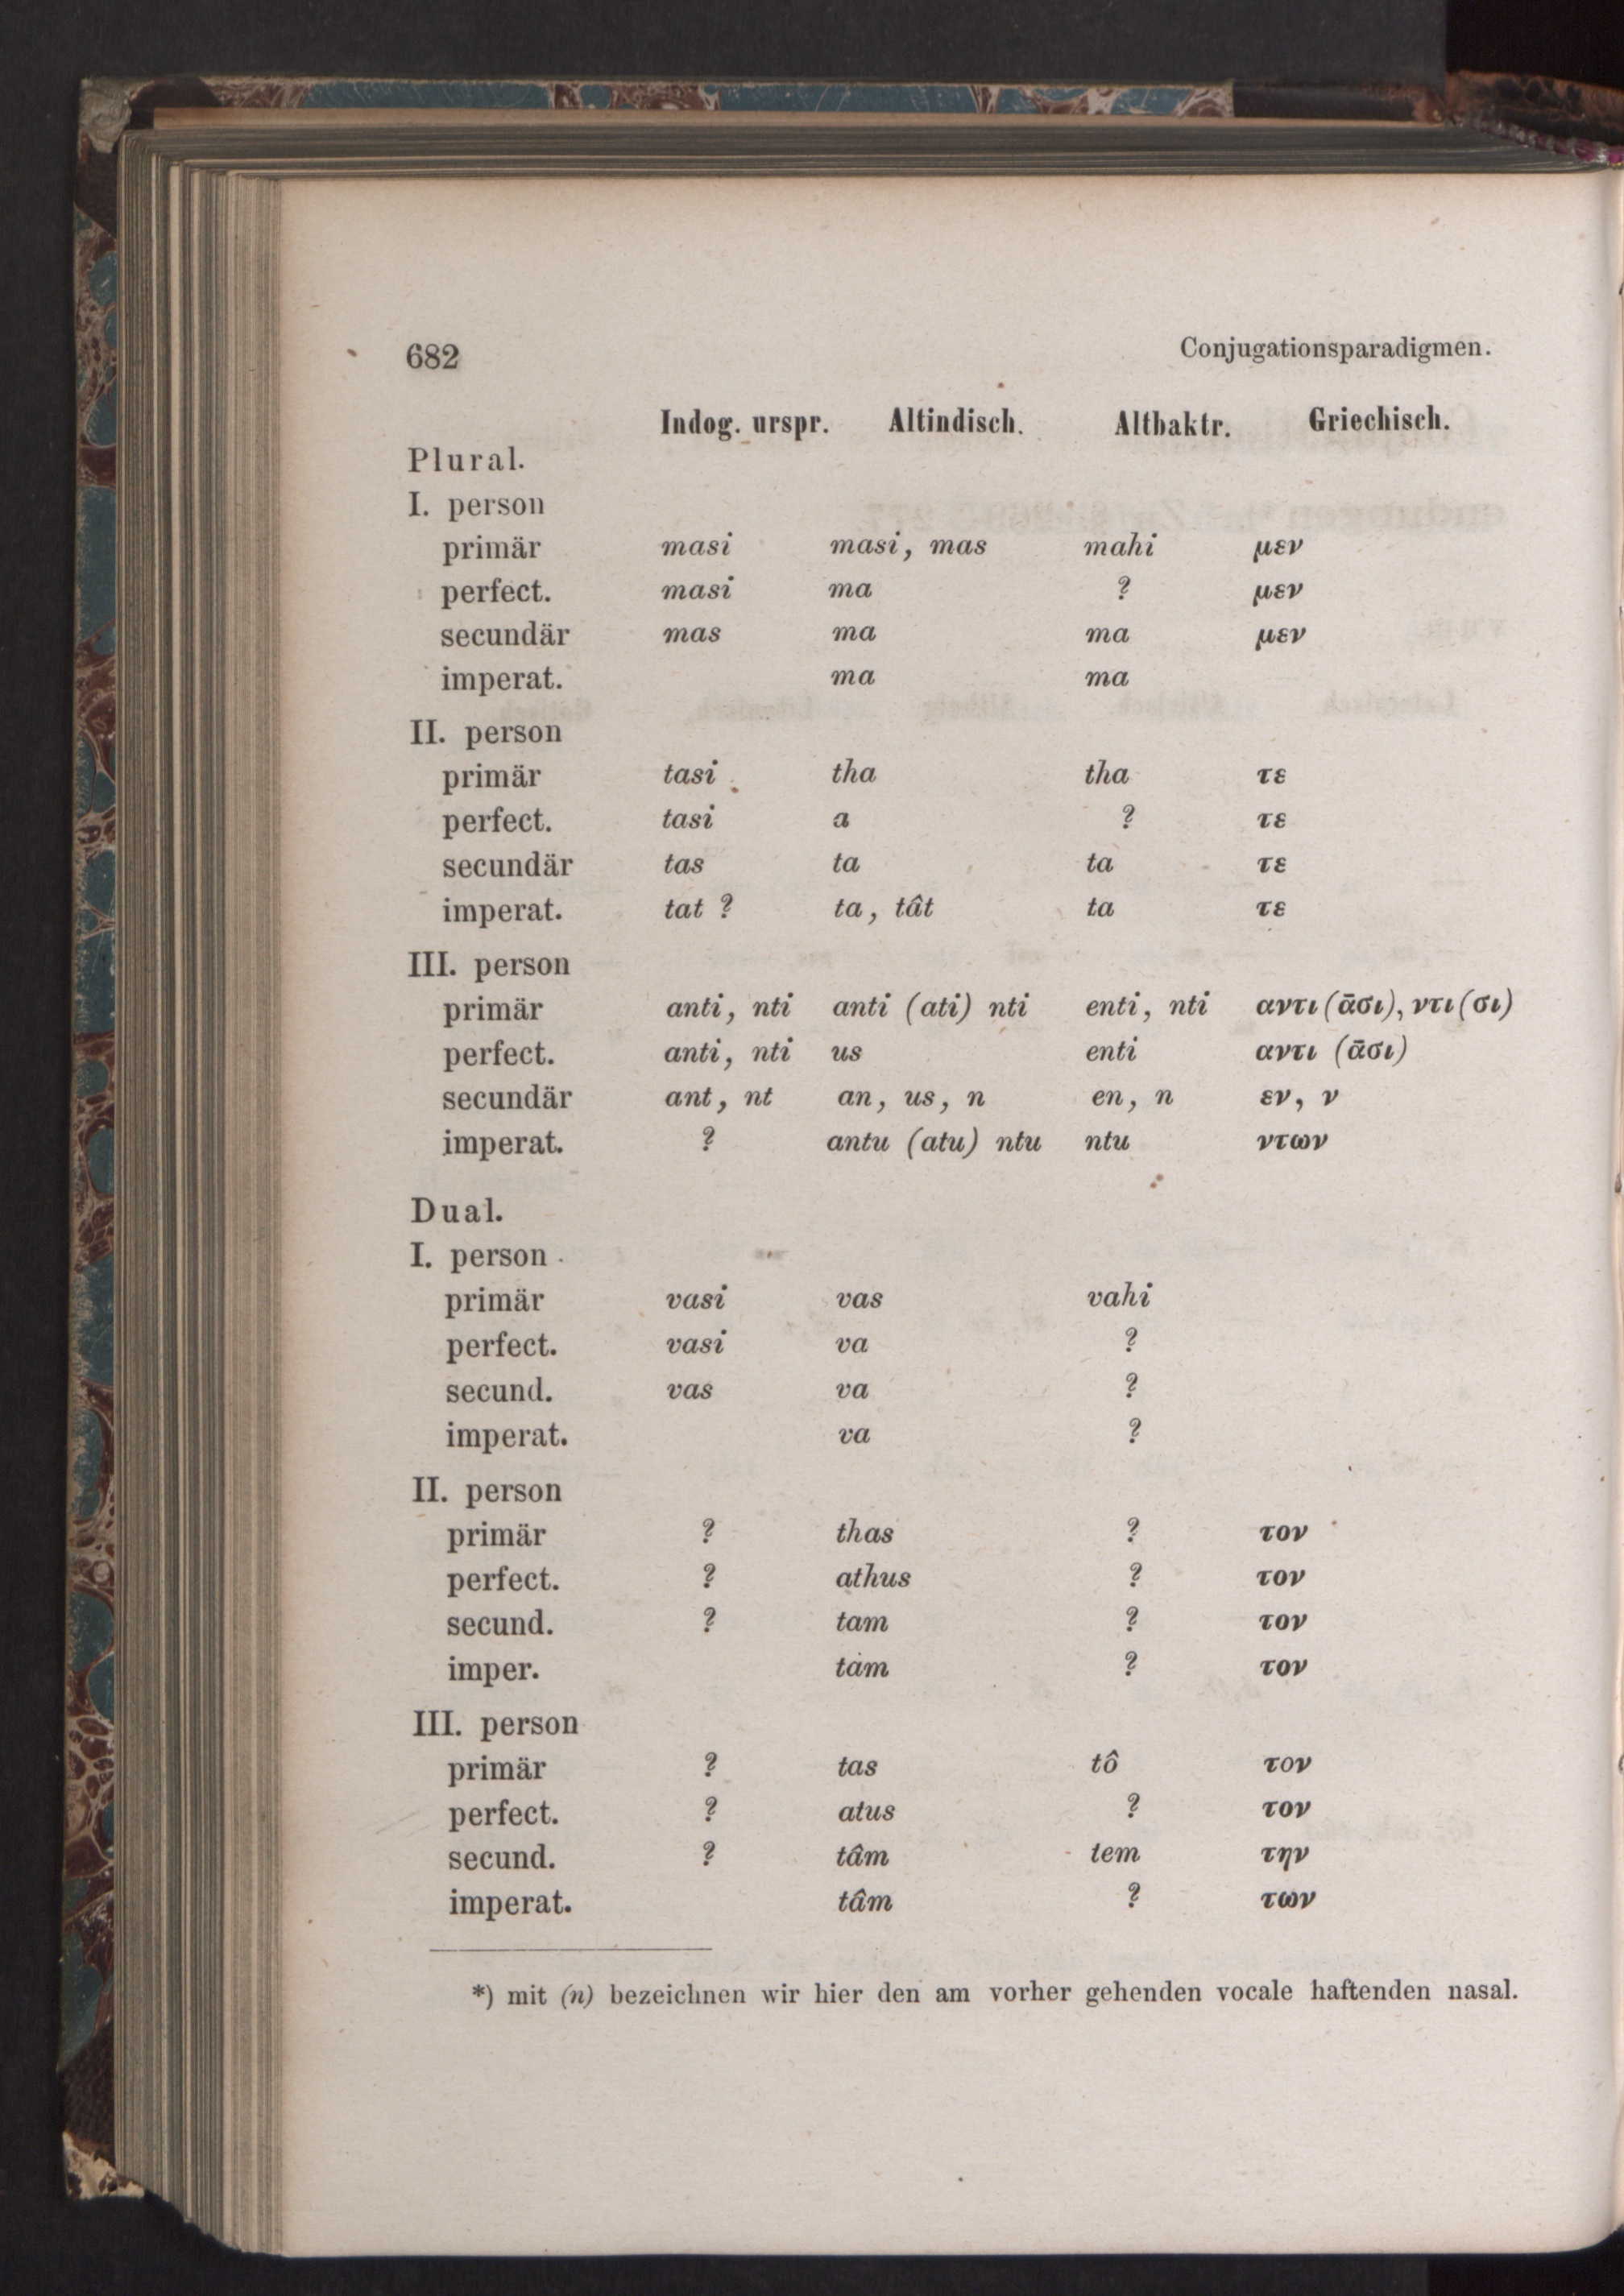 682 Conjugationsparadigmen.
Indog. urspr. Altindisch. Altbaktr. Griechisch.
Plural.
I. person
primär masi masi, mas mahi μεν
perfect. masi ma ? μεν
secundär mas ma ma μεν
imperat. ma ma
II. person
primär tasi tha tha τε
perfect. tasi a ? τε
secundär tas ta ta τε
imperat. tat ? ta, tât ta τε
III. person
primär anti, nti anti (ati) nti enti, nti αντι (ᾱσι), ντι (σι)
perfect. anti, nti us enti αντι (ᾱσι)
secundär ant, nt an, us, n en, n εν, ν
imperat. ? antu (atu) ntu ntu ντων
Dual.
I. person
primär vasi vas vahi
perfect. vasi va ?
secund. vas va ?
imperat. va ?
II. person
primär ? thas ? τον
perfect. ? athus ? τον
secund. ? tam ? τον
imper. tam ? τον
III. person
primär ? tas tô τον
perfect. ? atus ? τον
secund. ? tâm tem την
imperat. tâm ? των
*) mit (n) bezeichnen wir hier den am vorher gehenden vocale haftenden nasal.